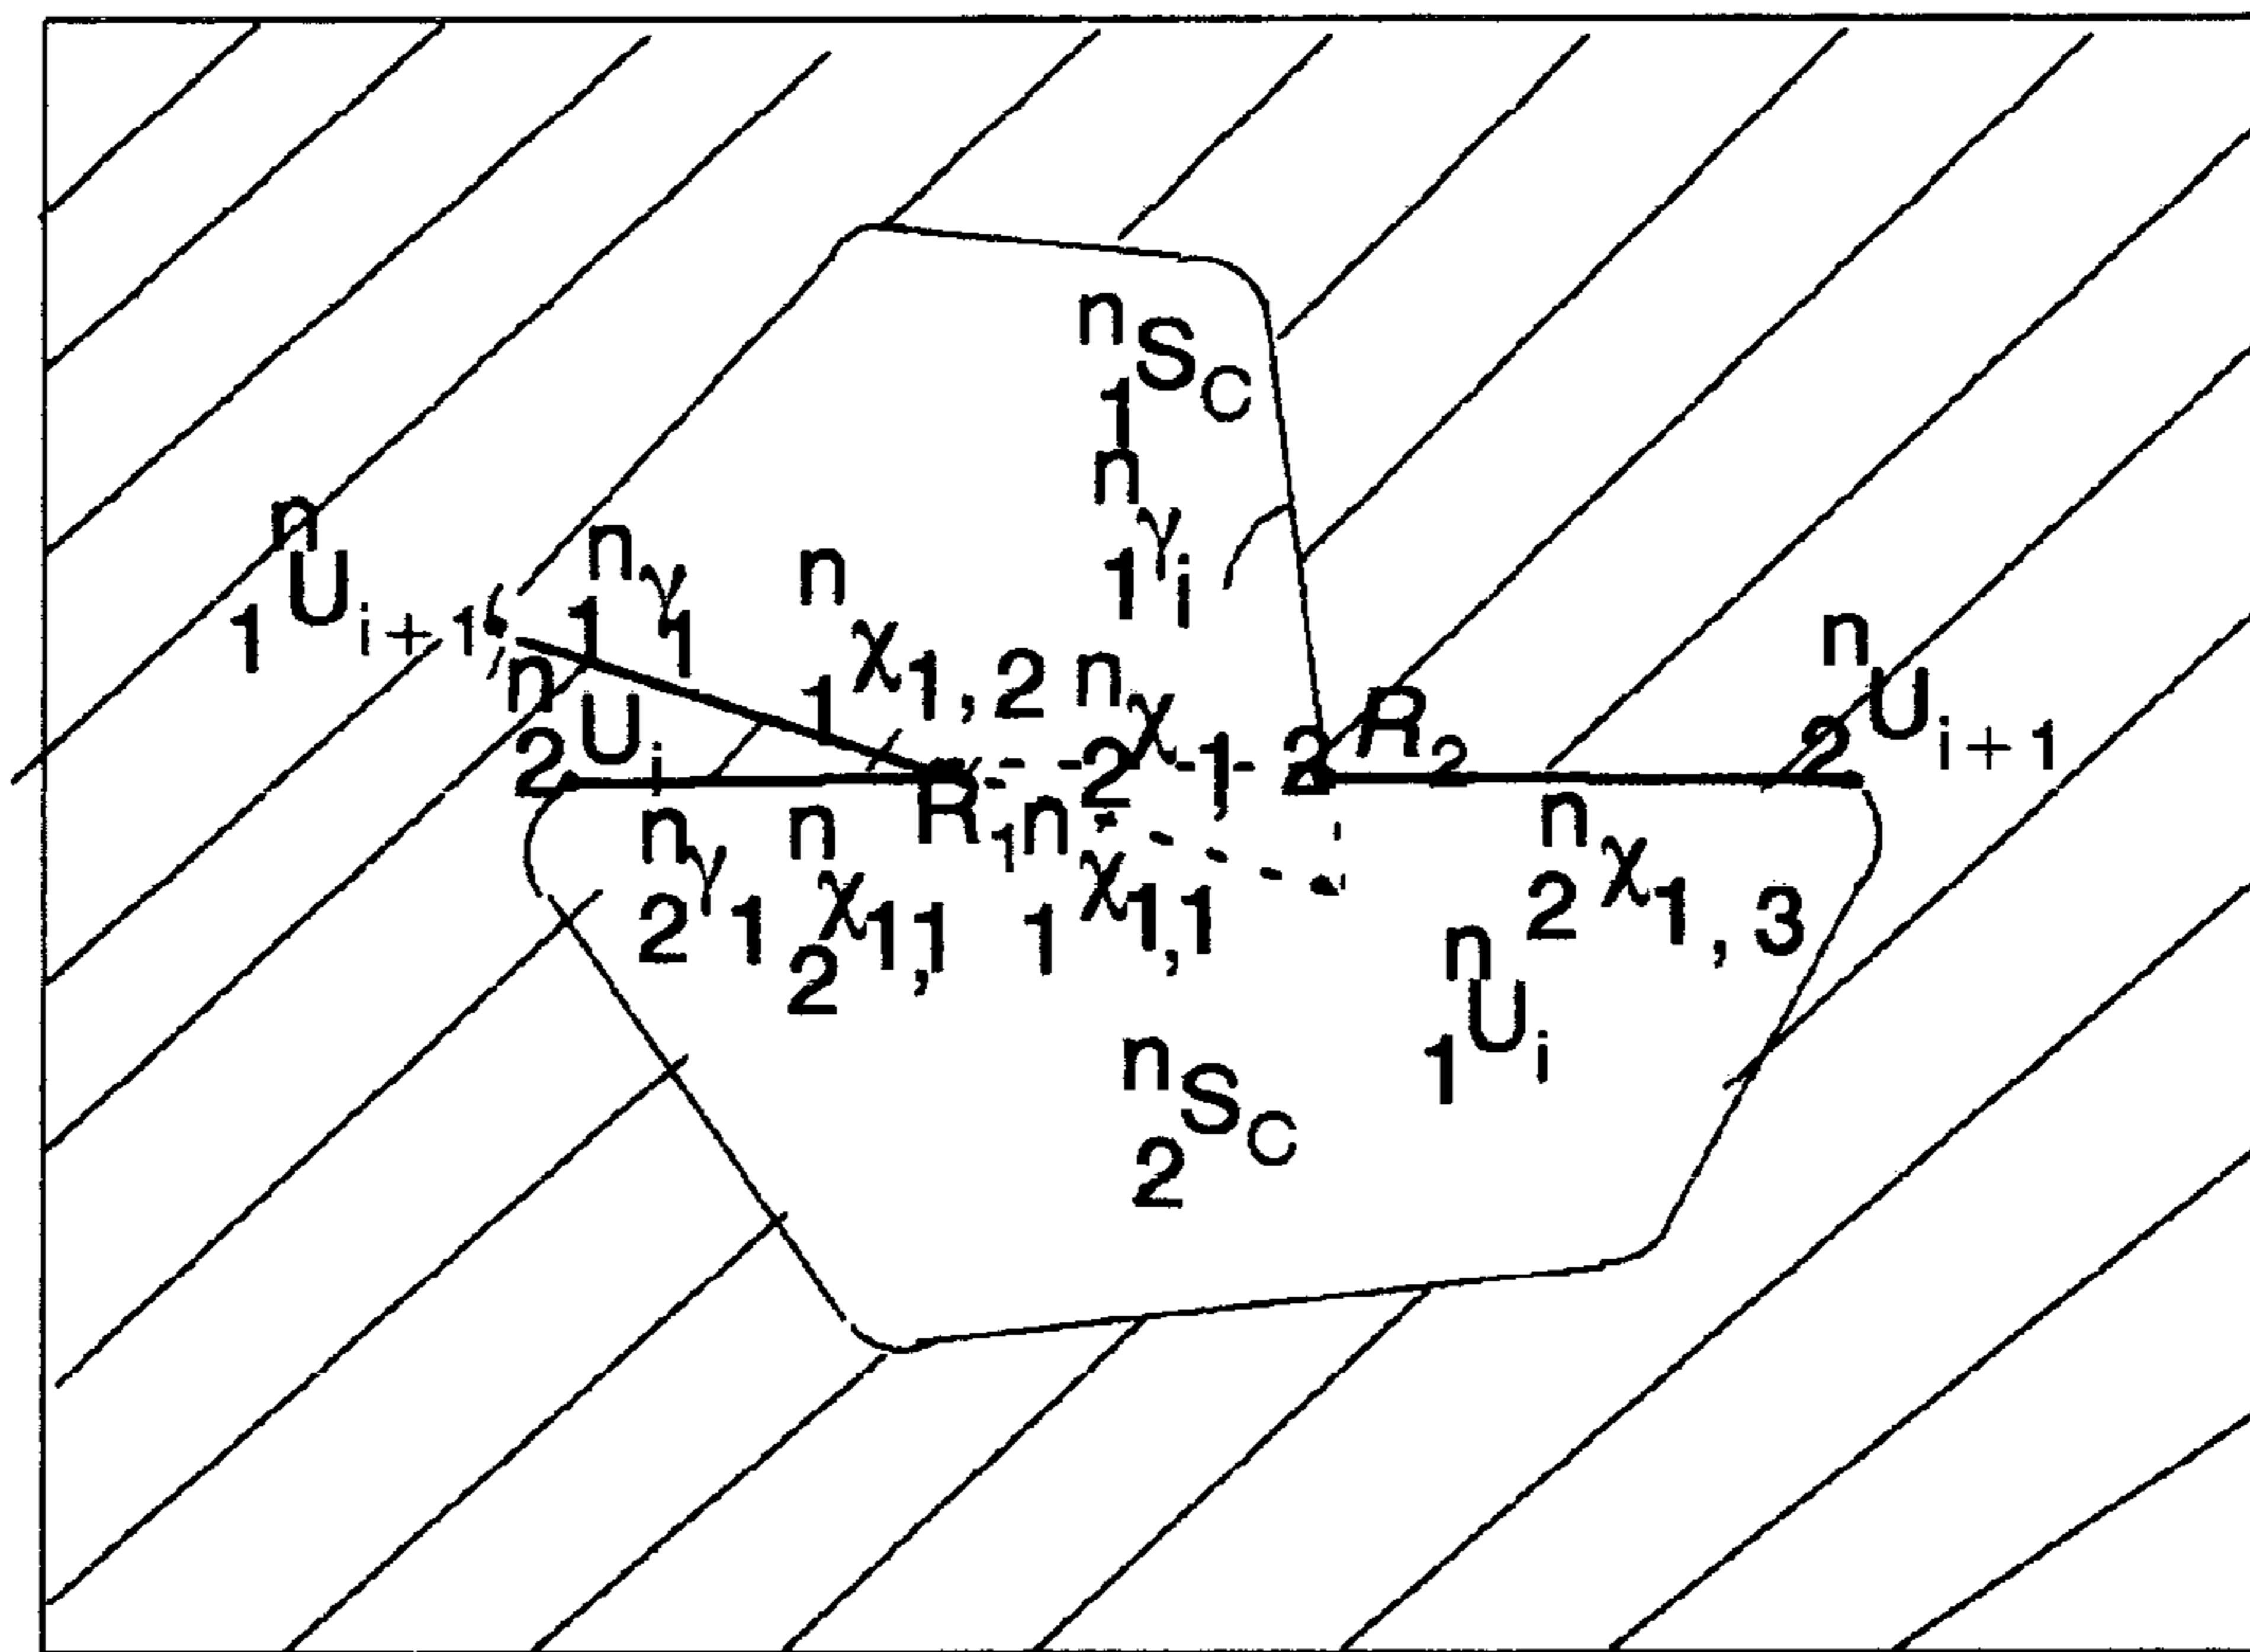 ⁿ₁S_C
ⁿ₁γ_i
ⁿ₁U_{i+1}
ⁿ₁γ₁
ⁿ₁χ_{1,2}
ⁿ₂U_i
ⁿ₂χ_{1,2}
R₂
ⁿ₂U_{i+1}
R₁
ⁿ₂γ₁
ⁿ₂χ_{1,1}
ⁿ₁χ_{1,1}
ⁿ₂χ_{1,3}
ⁿ₁U_i
ⁿ₂S_C